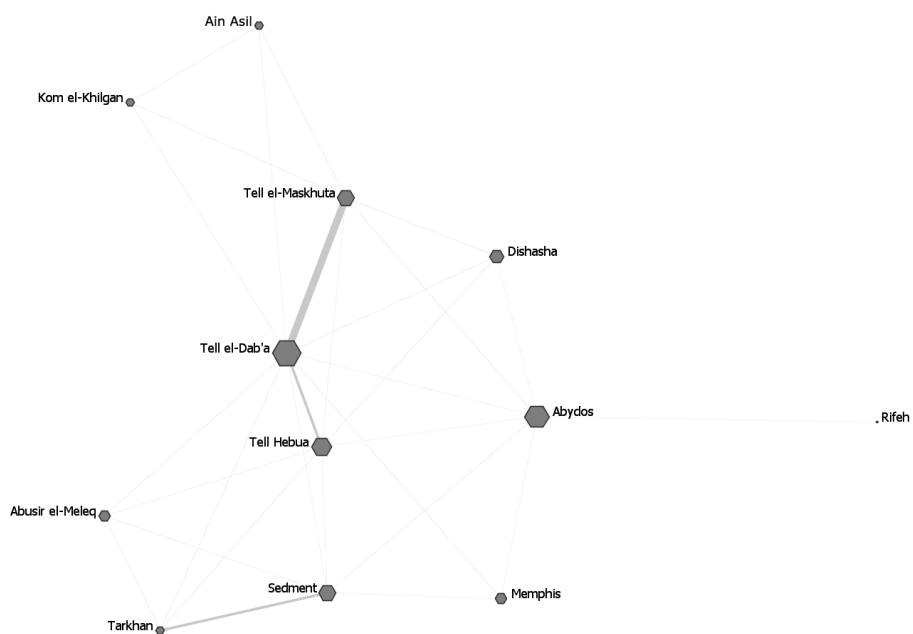 Ain Asil
Kom el-Khilgan
Tell el-Maskhuta
Dishasha
Tell el-Dab'a
Abydos
Rifeh
Tell Hebua
Abusir el-Meleq
Sedment
Memphis
Tarkhan